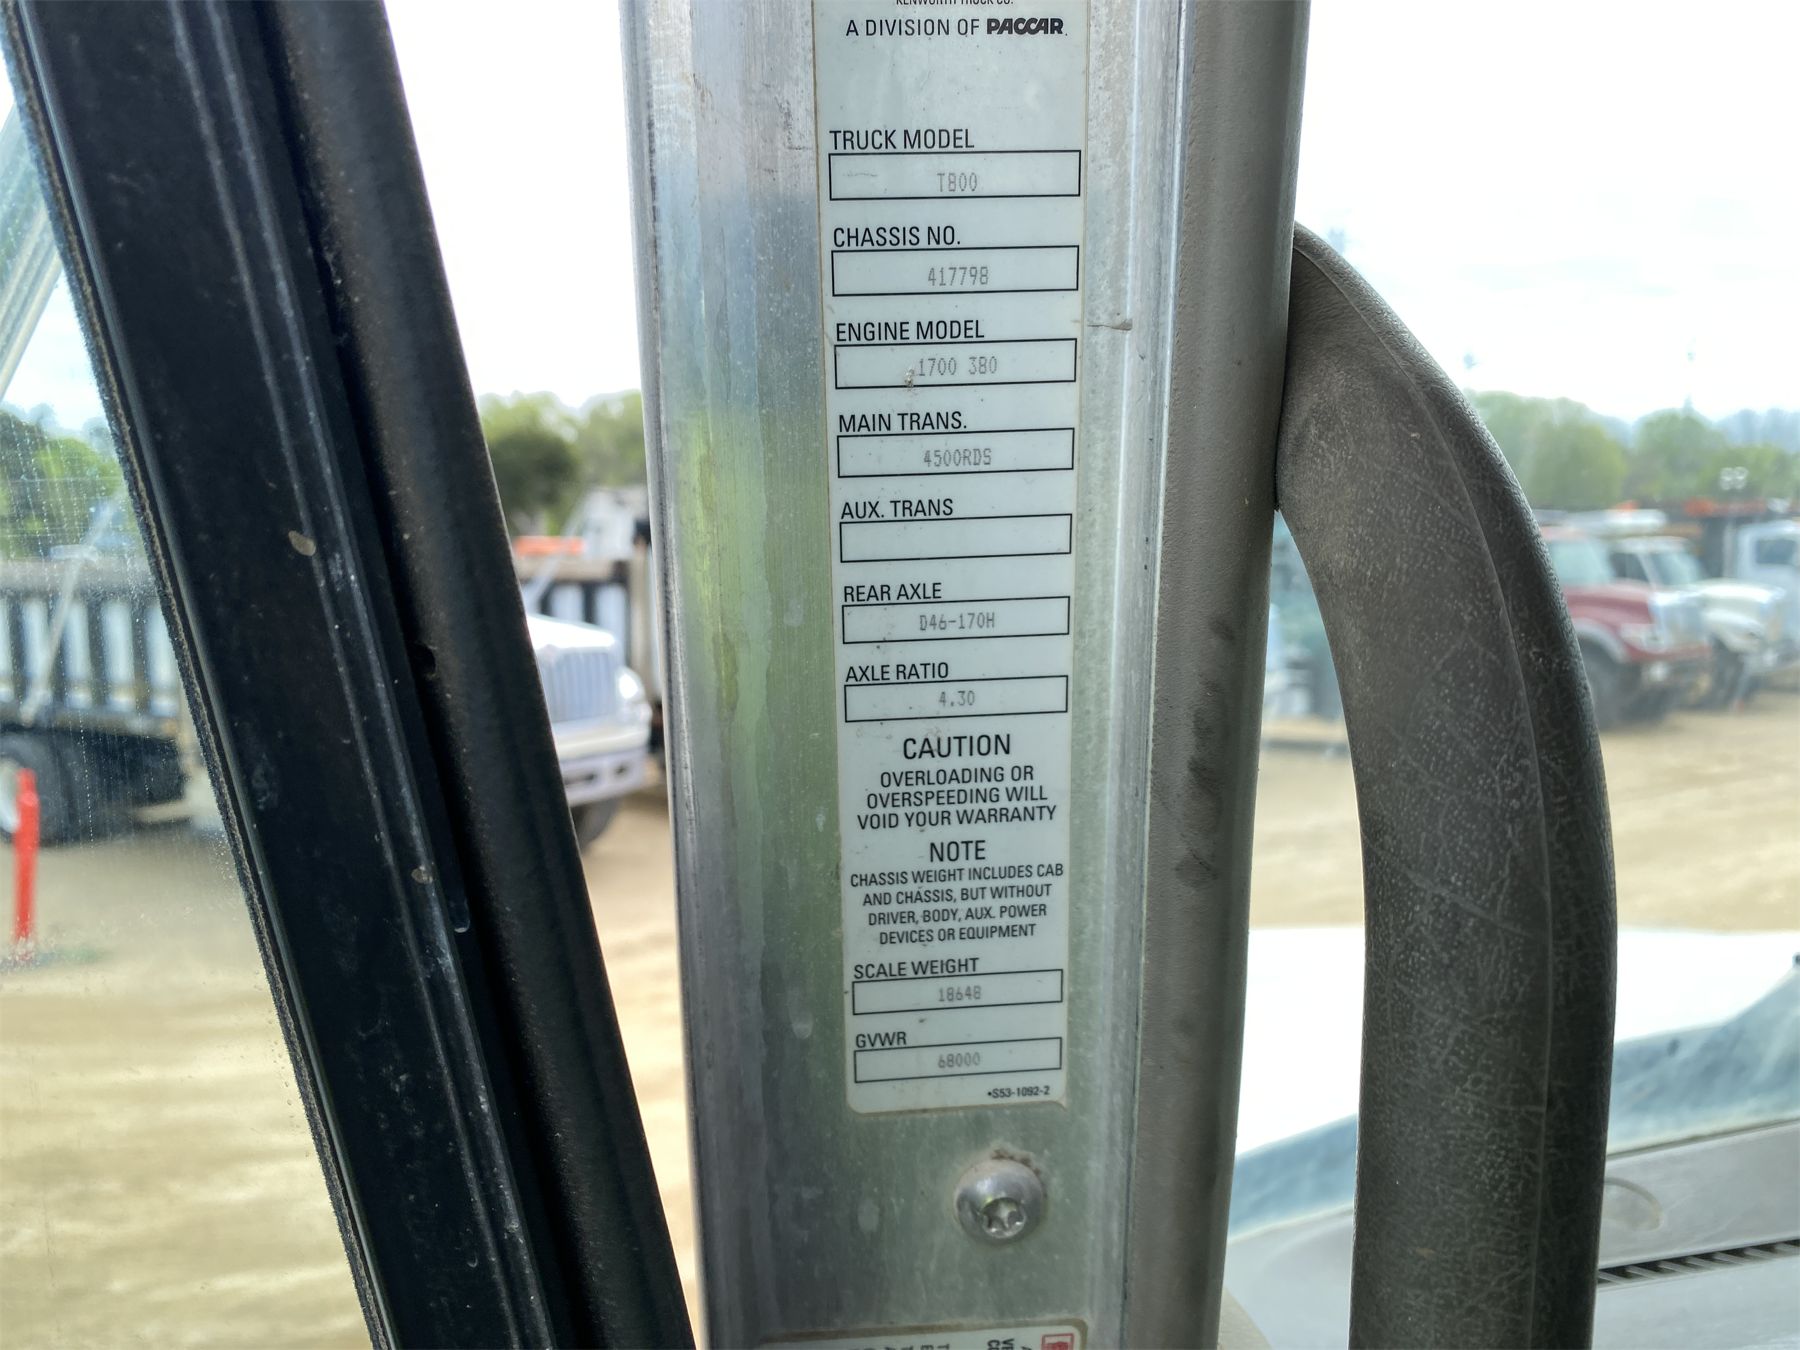 KENWORTH TRUCK CO.
A DIVISION OF PACCAR
TRUCK MODEL
T800
CHASSIS NO.
417798
ENGINE MODEL
1700 380
MAIN TRANS.
4500RDS
AUX. TRANS
REAR AXLE
D46-170H
AXLE RATIO
4.30
CAUTION
OVERLOADING OR
OVERSPEEDING WILL
VOID YOUR WARRANTY
NOTE
CHASSIS WEIGHT INCLUDES CAB
AND CHASSIS, BUT WITHOUT
DRIVER, BODY, AUX. POWER
DEVICES OR EQUIPMENT
SCALE WEIGHT
18648
GVWR
68000
•S53-1092-2